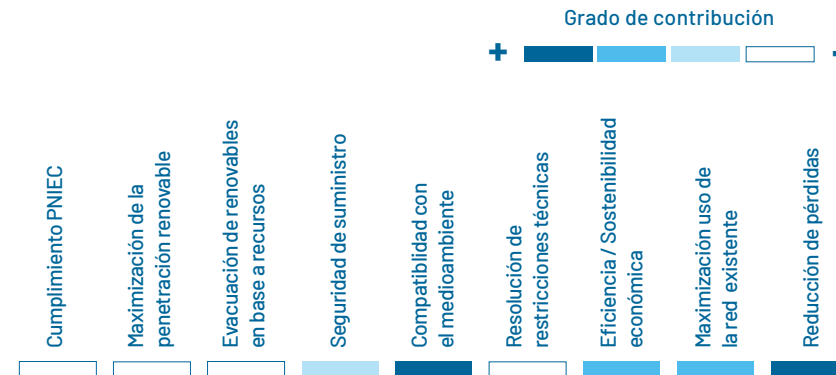 Grado de contribución
+
-
Cumplimiento PNIEC
Maximización de la
penetración renovable
Evacuación de renovables
en base a recursos
Seguridad de suministro
Compatiblidad con
el medioambiente
Resolución de
restricciones técnicas
Eficiencia / Sostenibilidad
económica
Maximización uso de
la red existente
Reducción de pérdidas